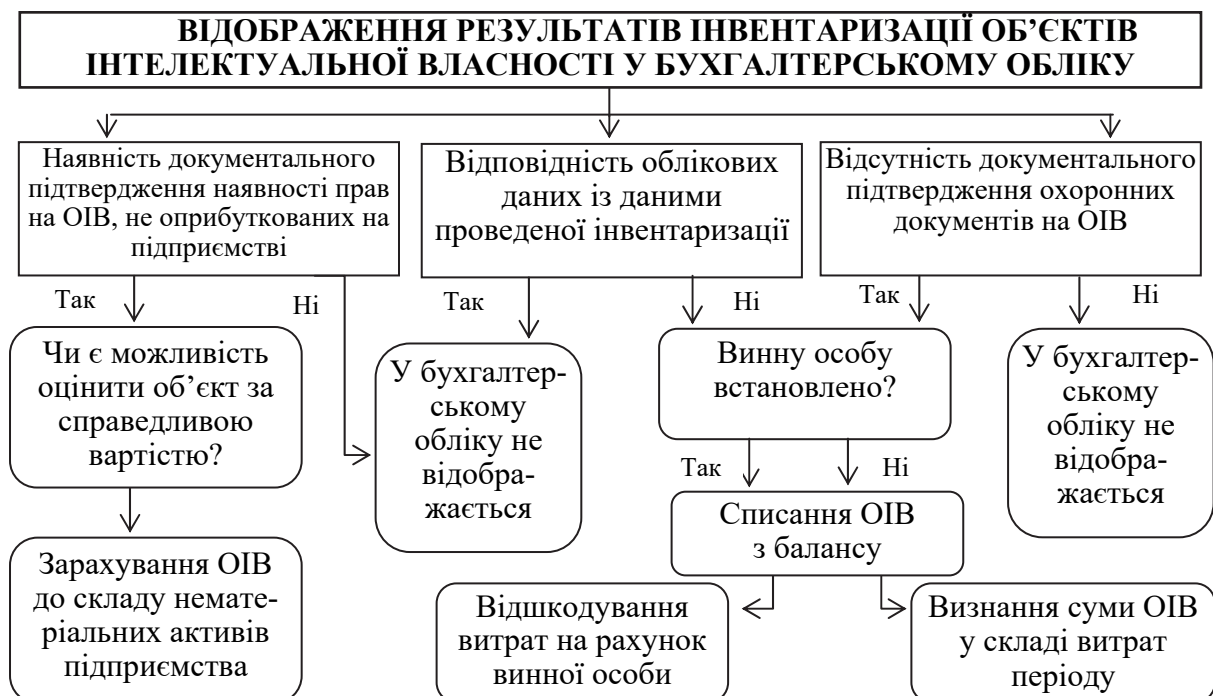 ВІДОБРАЖЕННЯ РЕЗУЛЬТАТІВ ІНВЕНТАРИЗАЦІЇ ОБ’ЄКТІВ
ІНТЕЛЕКТУАЛЬНОЇ ВЛАСНОСТІ У БУХГАЛТЕРСЬКОМУ ОБЛІКУ
Наявність документального
підтвердження наявності прав
на ОІВ, не оприбуткованих на
підприємстві
Відповідність облікових
даних із даними
проведеної інвентаризації
Відсутність документального
підтвердження охоронних
документів на ОІВ
Так
Ні
Так
Ні
Так
Ні
Чи є можливість
оцінити об’єкт за
справедливою
вартістю?
У бухгалтер-
ському
обліку не
відобра-
жається
Винну особу
встановлено?
У бухгалтер-
ському
обліку не
відобра-
жається
Так
Ні
Списання ОІВ
з балансу
Зарахування ОІВ
до складу немате-
ріальних активів
підприємства
Відшкодування
витрат на рахунок
винної особи
Визнання суми ОІВ
у складі витрат
періоду